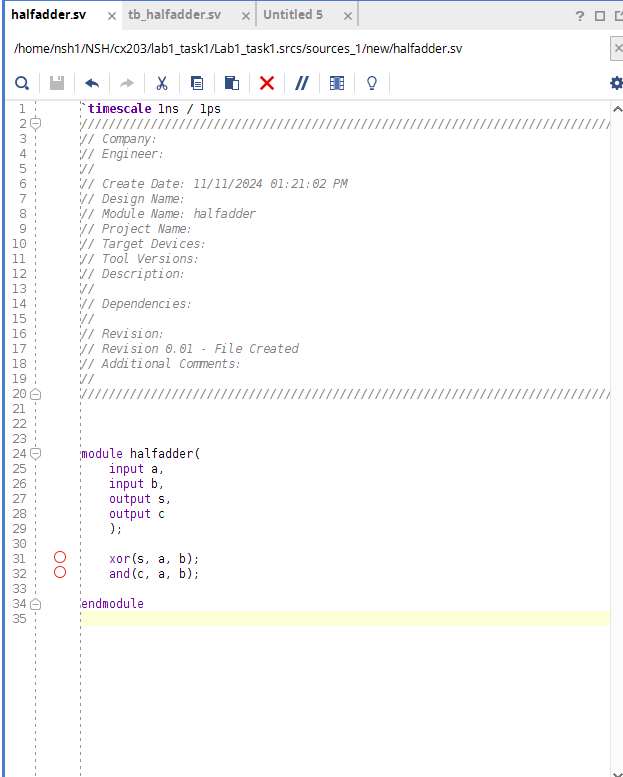 halfadder.sv × tb_halfadder.sv × Untitled 5 × ?
/home/nsh1/NSH/cx203/lab1_task1/Lab1_task1.srcs/sources_1/new/halfadder.sv ×
1 `timescale 1ns / 1ps
2 ////////////////////////////////////////////////////////////////////////////
3 // Company:
4 // Engineer:
5 //
6 // Create Date: 11/11/2024 01:21:02 PM
7 // Design Name:
8 // Module Name: halfadder
9 // Project Name:
10 // Target Devices:
11 // Tool Versions:
12 // Description:
13 //
14 // Dependencies:
15 //
16 // Revision:
17 // Revision 0.01 - File Created
18 // Additional Comments:
19 //
20 ////////////////////////////////////////////////////////////////////////////
21
22
23
24 module halfadder(
25 input a,
26 input b,
27 output s,
28 output c
29 );
30
31 xor(s, a, b);
32 and(c, a, b);
33
34 endmodule
35